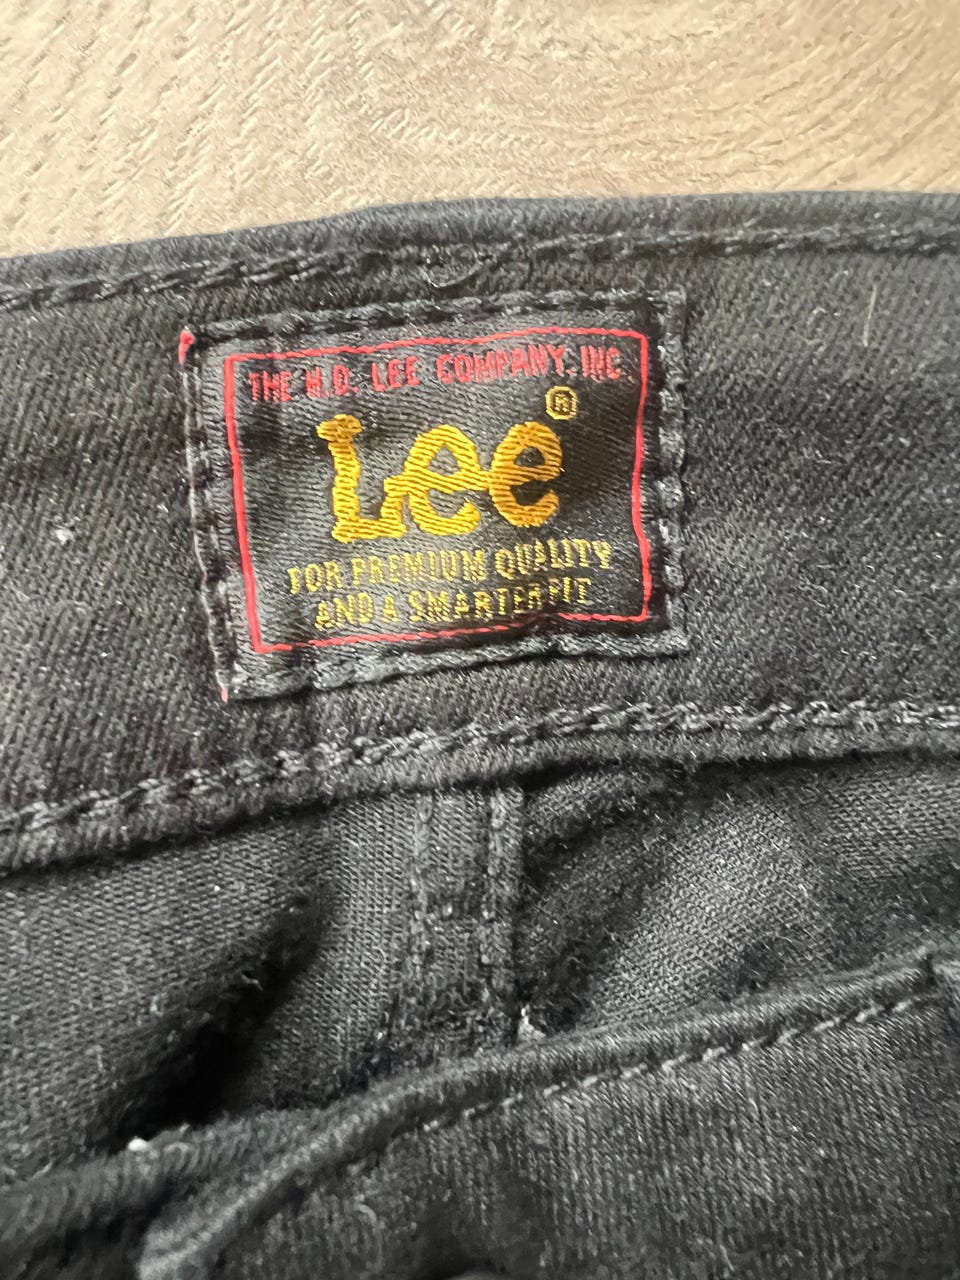 THE H.D. LEE COMPANY, INC.
Lee®
FOR PREMIUM QUALITY
AND A SMARTER FIT